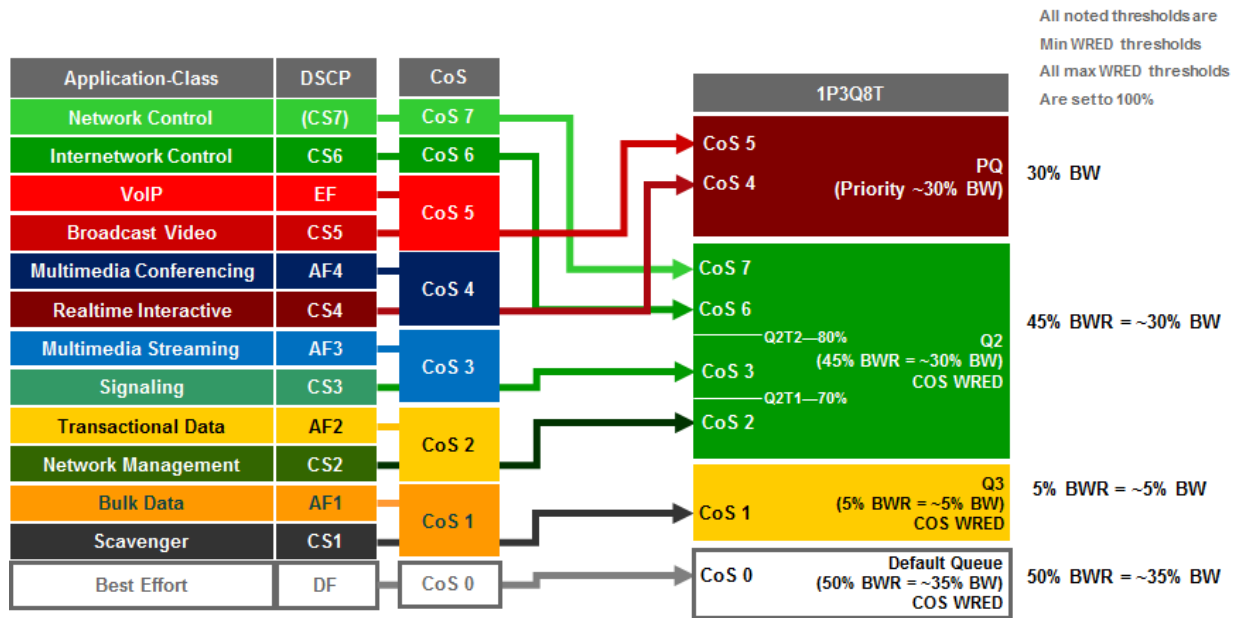 All noted thresholds are
Min WRED thresholds
All max WRED thresholds
Are set to 100%
Application-Class DSCP CoS
1P3Q8T
Network Control (CS7) CoS 7
Internetwork Control CS6 CoS 6
VoIP EF
CoS 5
Broadcast Video CS5
Multimedia Conferencing AF4
CoS 4
Realtime Interactive CS4
Multimedia Streaming AF3
CoS 3
Signaling CS3
Transactional Data AF2
CoS 2
Network Management CS2
Bulk Data AF1
CoS 1
Scavenger CS1
Best Effort DF CoS 0
CoS 5
CoS 4
PQ
(Priority ~30% BW)
30% BW
CoS 7
CoS 6
Q2T2—80%
CoS 3
Q2T1—70%
CoS 2
Q2
(45% BWR = ~30% BW)
COS WRED
45% BWR = ~30% BW
CoS 1
Q3
(5% BWR = ~5% BW)
COS WRED
5% BWR = ~5% BW
CoS 0
Default Queue
(50% BWR = ~35% BW)
COS WRED
50% BWR = ~35% BW